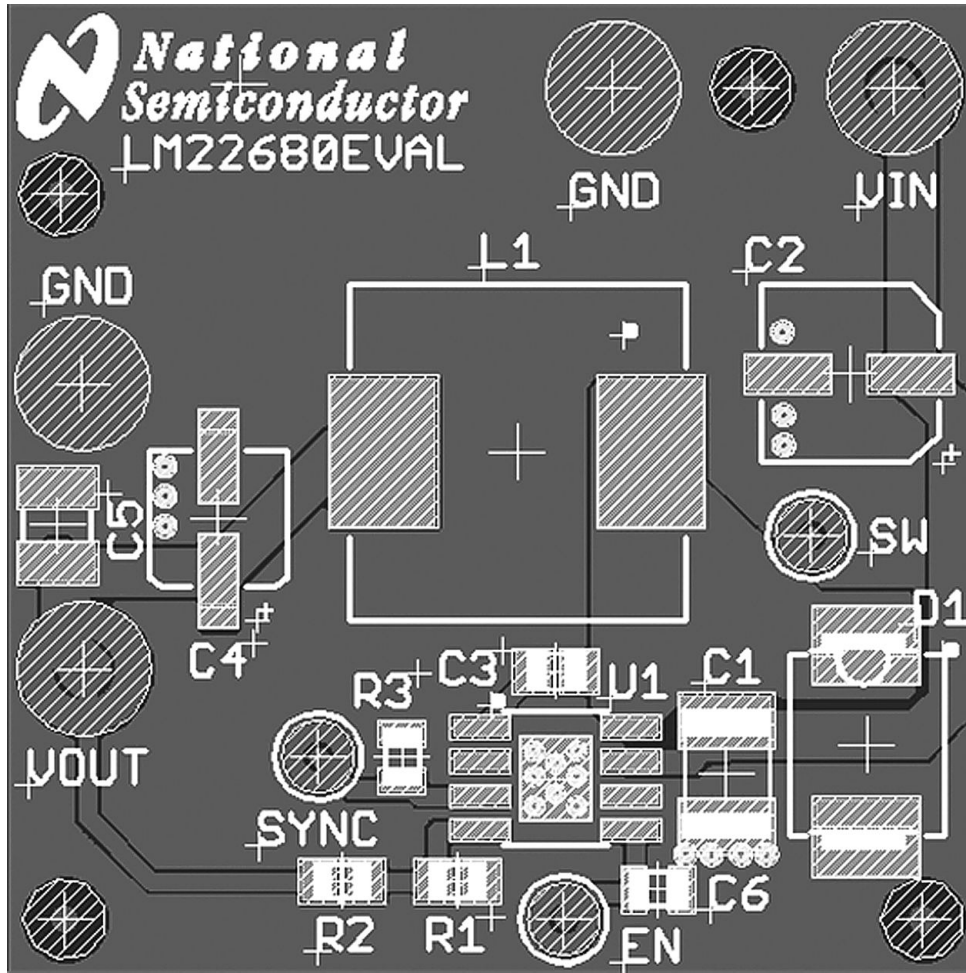 National
Semiconductor
LM22680EVAL
GND
VIN
L1
C2
GND
C5
SW
D1
C4
C3
U1
C1
R3
VOUT
SYNC
C6
R2
R1
EN